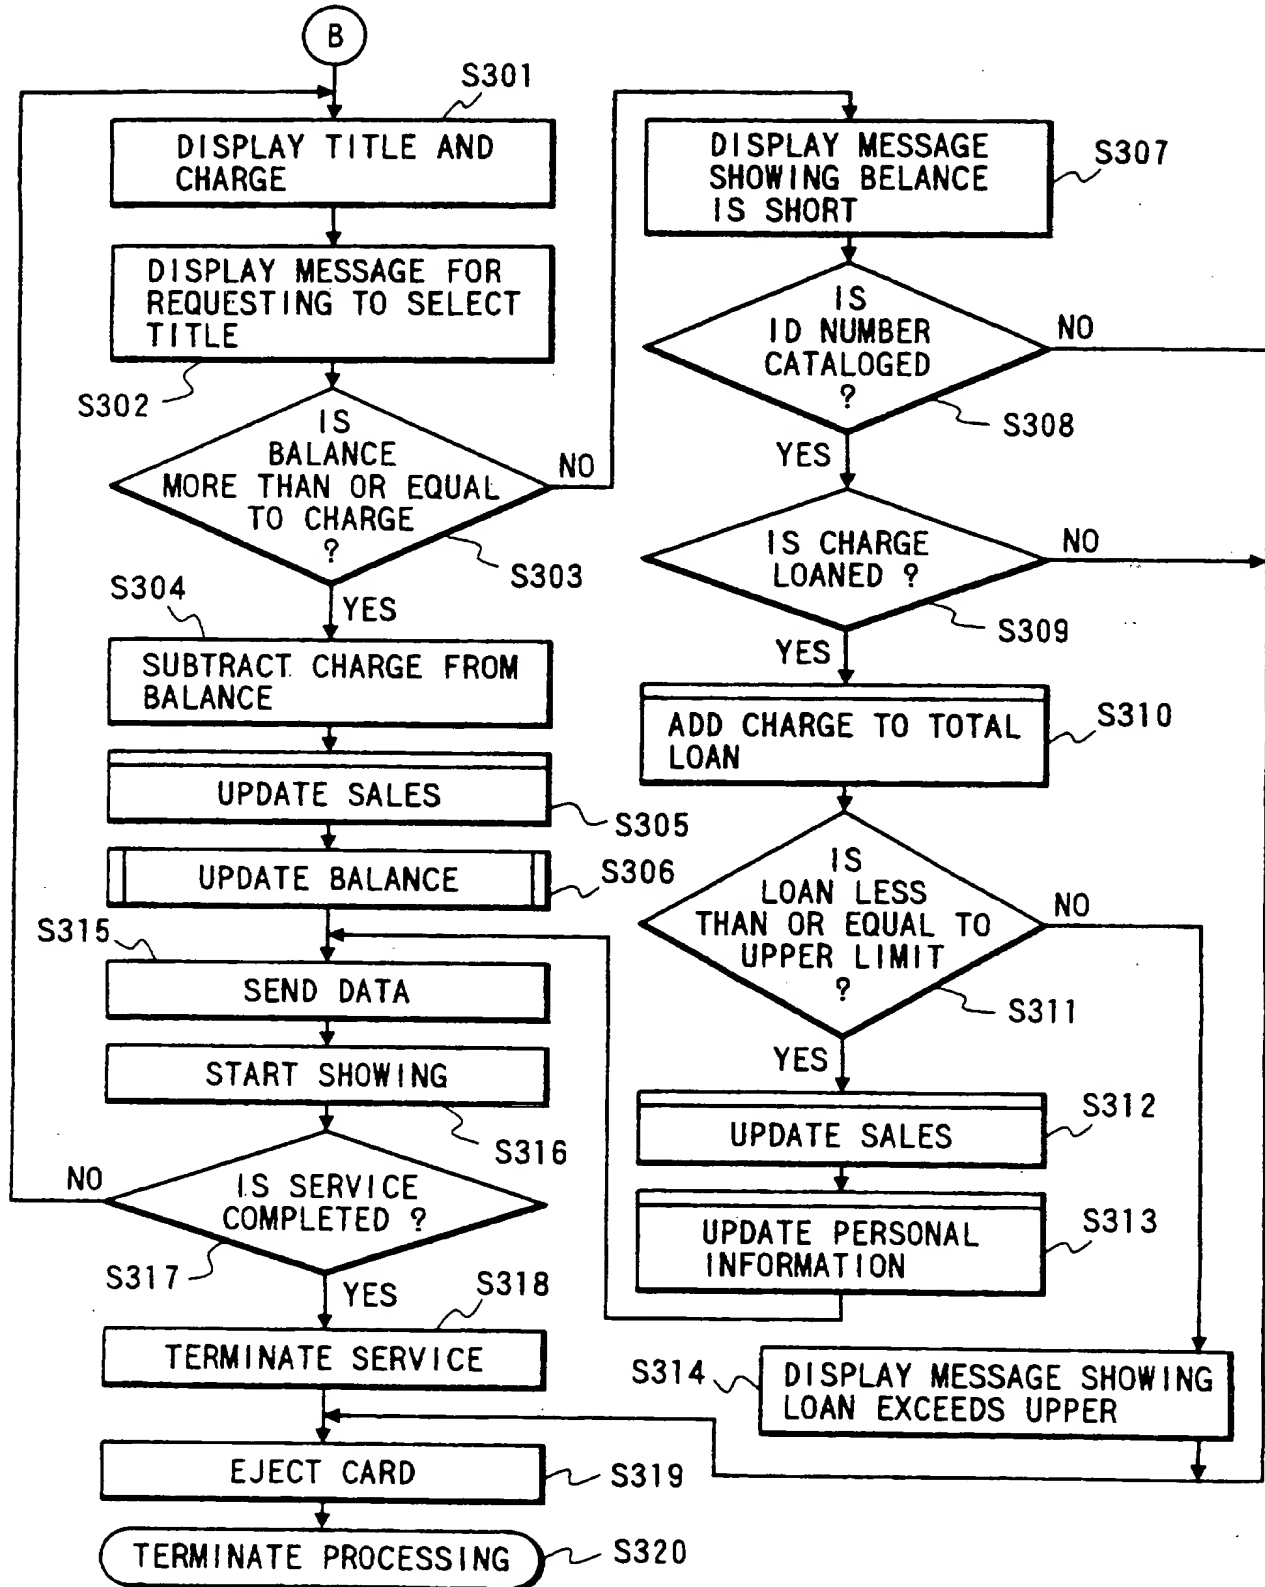 B
S301
DISPLAY TITLE AND
CHARGE
DISPLAY MESSAGE FOR
REQUESTING TO SELECT
TITLE
S302
IS
BALANCE
MORE THAN OR EQUAL
TO CHARGE
?
NO
S303
YES
S304
SUBTRACT CHARGE FROM
BALANCE
UPDATE SALES
S305
UPDATE BALANCE
S306
S315
SEND DATA
START SHOWING
S316
IS SERVICE
COMPLETED ?
NO
S317
YES
S318
TERMINATE SERVICE
EJECT CARD
S319
TERMINATE PROCESSING
S320
DISPLAY MESSAGE
SHOWING BELANCE
IS SHORT
S307
IS
ID NUMBER
CATALOGED
?
NO
S308
YES
IS CHARGE
LOANED ?
NO
S309
YES
ADD CHARGE TO TOTAL
LOAN
S310
IS
LOAN LESS
THAN OR EQUAL TO
UPPER LIMIT
?
NO
S311
YES
UPDATE SALES
S312
UPDATE PERSONAL
INFORMATION
S313
S314
DISPLAY MESSAGE SHOWING
LOAN EXCEEDS UPPER